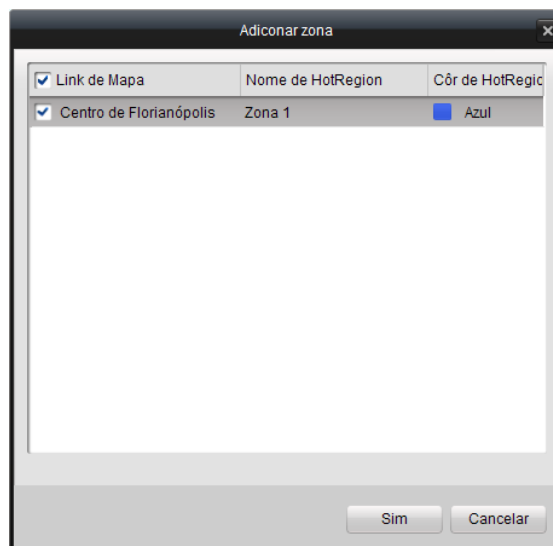 Adiconar zona
Link de Mapa Nome de HotRegion Côr de HotRegic
Centro de Florianópolis Zona 1 Azul
Sim Cancelar